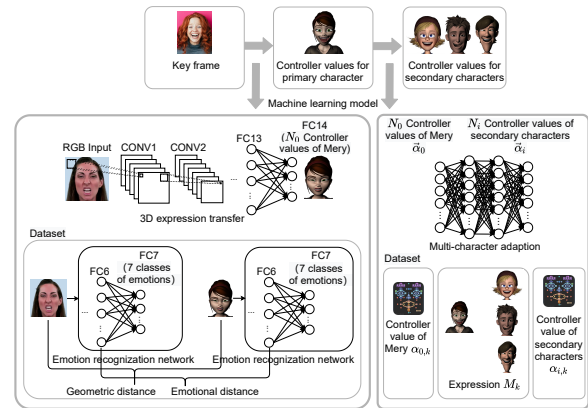 Key frame
Controller values for
primary character
Controller values for
secondary characters
Machine learning model
RGB Input
CONV1
CONV2
...
FC13
FC14
(N₀ Controller
values of Mery)
3D expression transfer
Dataset
FC6
FC7
(7 classes
of emotions)
...
Emotion recognization network
FC6
FC7
(7 classes
of emotions)
...
Emotion recognization network
Geometric distance
Emotional distance
N₀ Controller
values of Mery
α⃗₀
Nᵢ Controller values of
secondary characters
α⃗ᵢ
Multi-character adaption
Dataset
Controller
value of
Mery α₀,ₖ
Expression Mₖ
Controller
value of
secondary
characters
αᵢ,ₖ